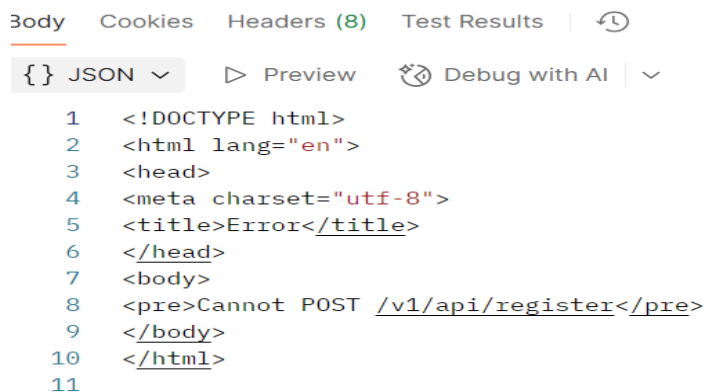 Body Cookies Headers (8) Test Results
{} JSON Preview Debug with AI
1 <!DOCTYPE html>
2 <html lang="en">
3 <head>
4 <meta charset="utf-8">
5 <title>Error</title>
6 </head>
7 <body>
8 <pre>Cannot POST /v1/api/register</pre>
9 </body>
10 </html>
11